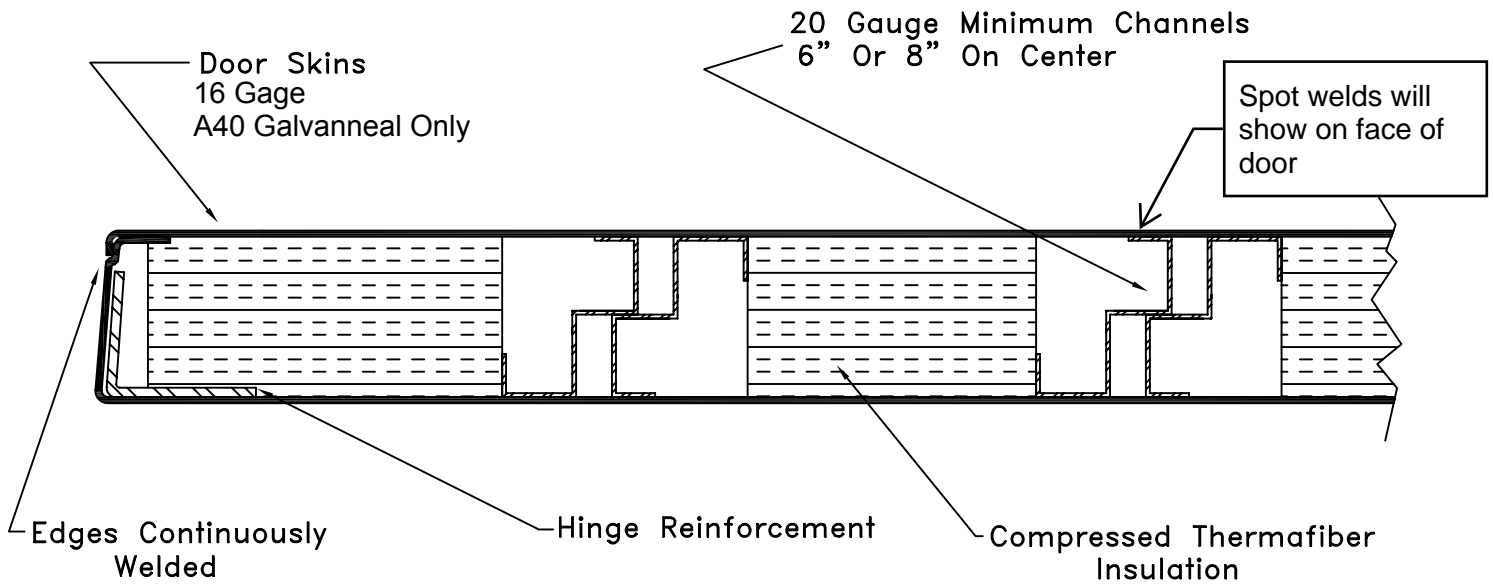 20 Gauge Minimum Channels
6” Or 8” On Center
Door Skins
16 Gage
A40 Galvanneal Only
Spot welds will
show on face of
door
Edges Continuously
Welded
Hinge Reinforcement
Compressed Thermafiber
Insulation